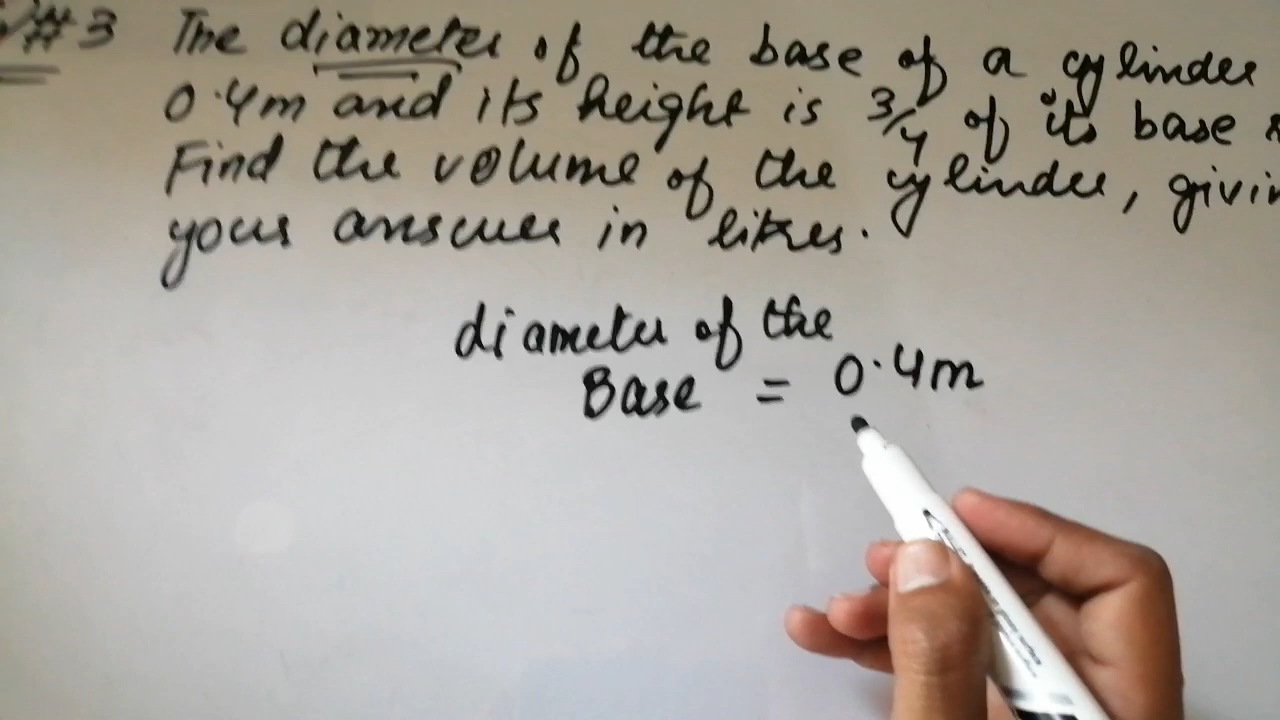 #3 The diameter of the base of a cylinder
0.4m and its height is 3/4 of its base
Find the volume of the cylinder, givin
your answer in litres.
diameter of the
Base = 0.4m